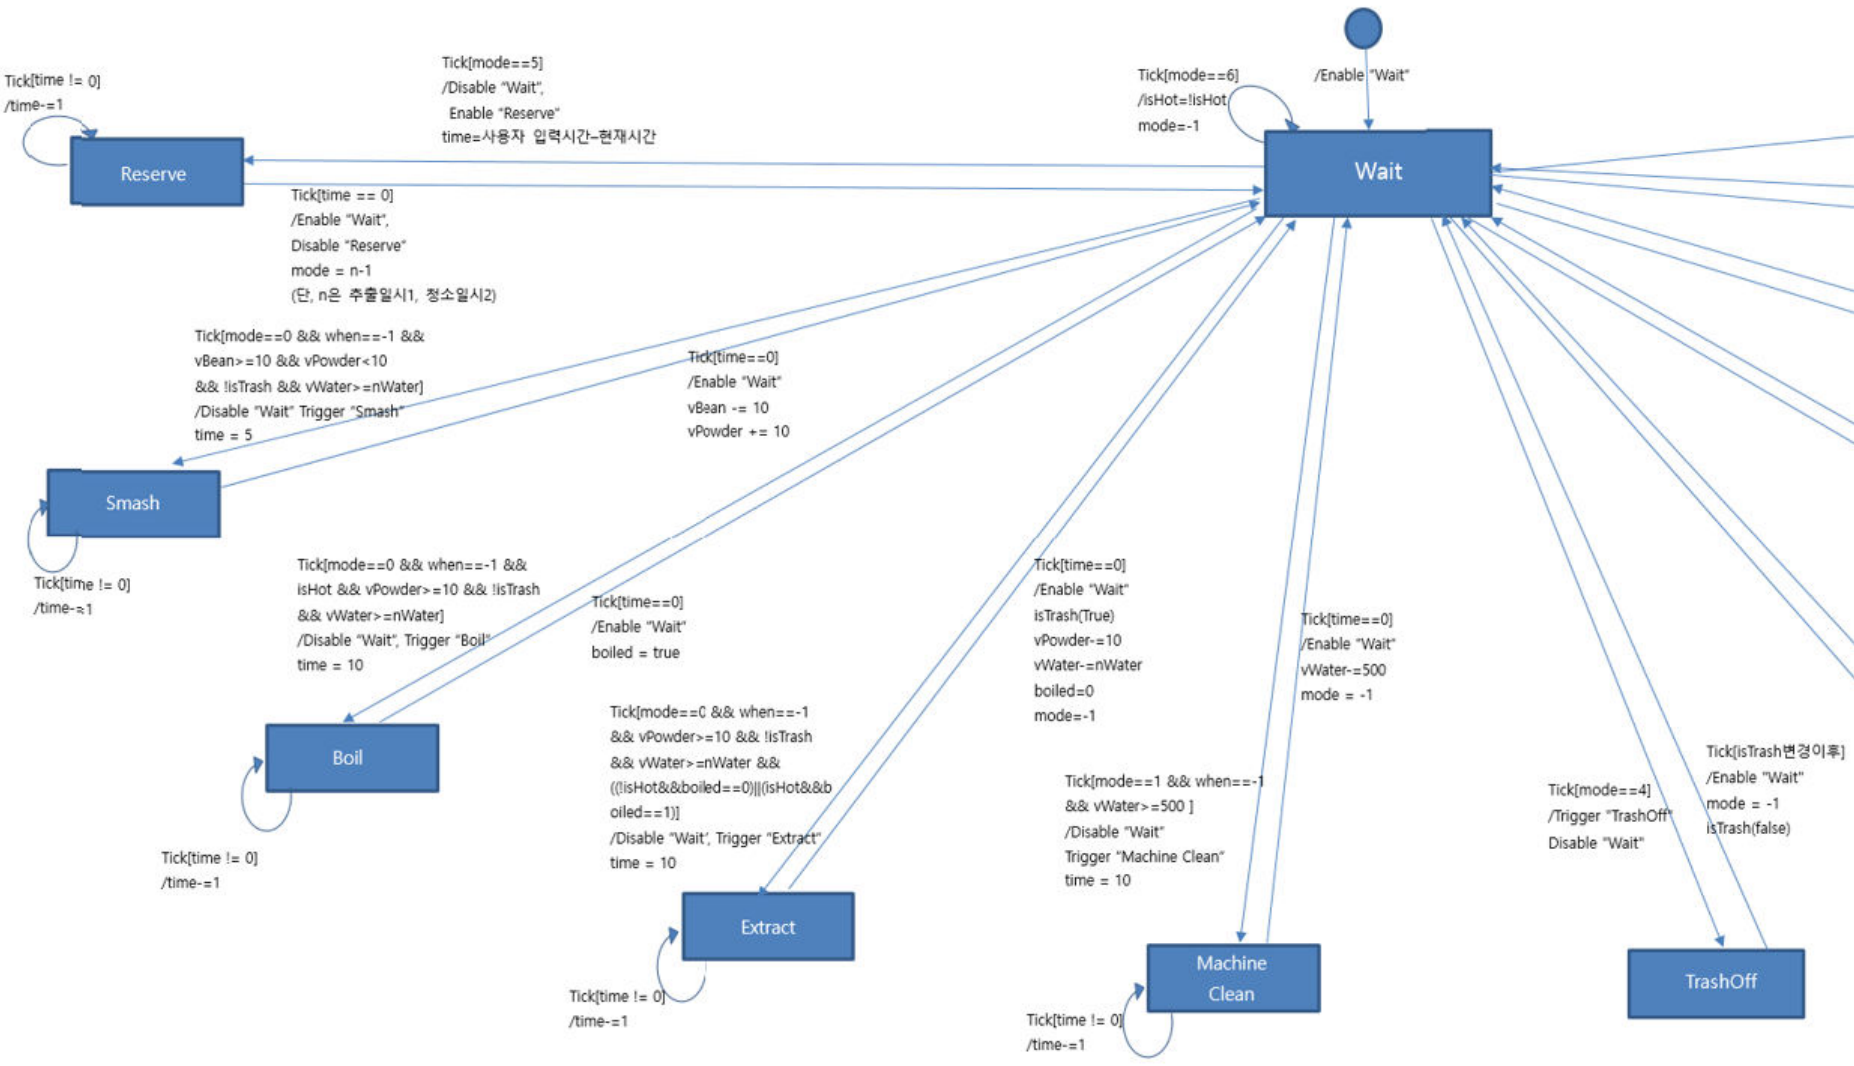 /Enable "Wait"
Tick[mode==6]
/isHot=!isHot
mode=-1
Wait
Tick[time != 0]
/time-=1
Reserve
Tick[mode==5]
/Disable "Wait",
Enable "Reserve"
time=사용자 입력시간-현재시간
Tick[time == 0]
/Enable "Wait",
Disable "Reserve"
mode = n-1
(단, n은 추출일시1, 청소일시2)
Tick[mode==0 && when==-1 &&
vBean>=10 && vPowder<10
&& !isTrash && vWater>=nWater]
/Disable "Wait" Trigger "Smash"
time = 5
Tick[time==0]
/Enable "Wait"
vBean -= 10
vPowder += 10
Smash
Tick[time != 0]
/time-=1
Tick[mode==0 && when==-1 &&
isHot && vPowder>=10 && !isTrash
&& vWater>=nWater]
/Disable "Wait", Trigger "Boil"
time = 10
Tick[time==0]
/Enable "Wait"
boiled = true
Boil
Tick[time != 0]
/time-=1
Tick[mode==0 && when==-1
&& vPowder>=10 && !isTrash
&& vWater>=nWater &&
((!isHot&&boiled==0)||(isHot&&b
oiled==1)]
/Disable "Wait', Trigger "Extract"
time = 10
Tick[time==0]
/Enable "Wait"
isTrash(True)
vPowder-=10
vWater-=nWater
boiled=0
mode=-1
Extract
Tick[time != 0]
/time-=1
Tick[mode==1 && when==-1
&& vWater>=500 ]
/Disable "Wait"
Trigger "Machine Clean"
time = 10
Tick[time==0]
/Enable "Wait"
vWater-=500
mode = -1
Machine
Clean
Tick[time != 0]
/time-=1
Tick[mode==4]
/Trigger "TrashOff"
Disable "Wait"
Tick[isTrash변경이후]
/Enable "Wait"
mode = -1
isTrash(false)
TrashOff